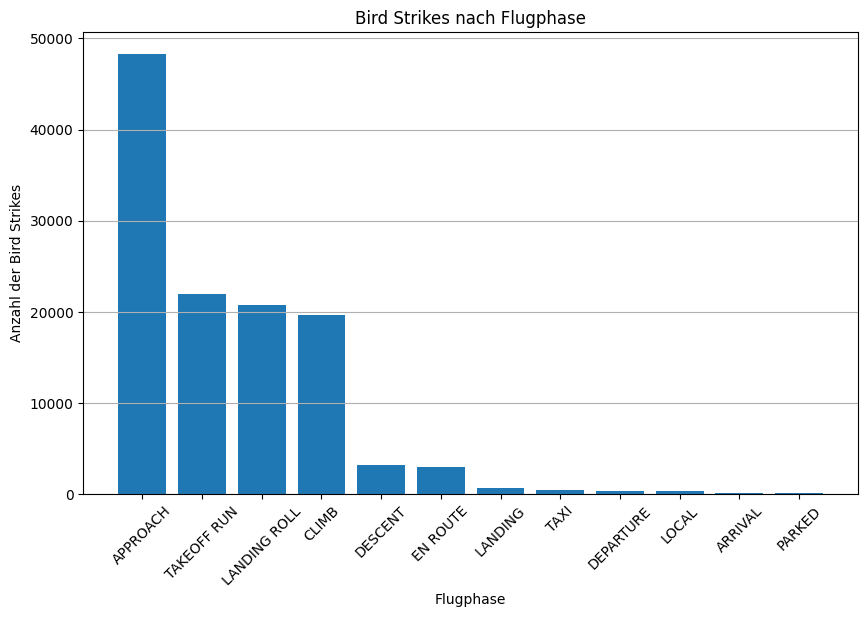 Bird Strikes nach Flugphase
Anzahl der Bird Strikes
50000
40000
30000
20000
10000
0
APPROACH
TAKEOFF RUN
LANDING ROLL
CLIMB
DESCENT
EN ROUTE
LANDING
TAXI
DEPARTURE
LOCAL
ARRIVAL
PARKED
Flugphase